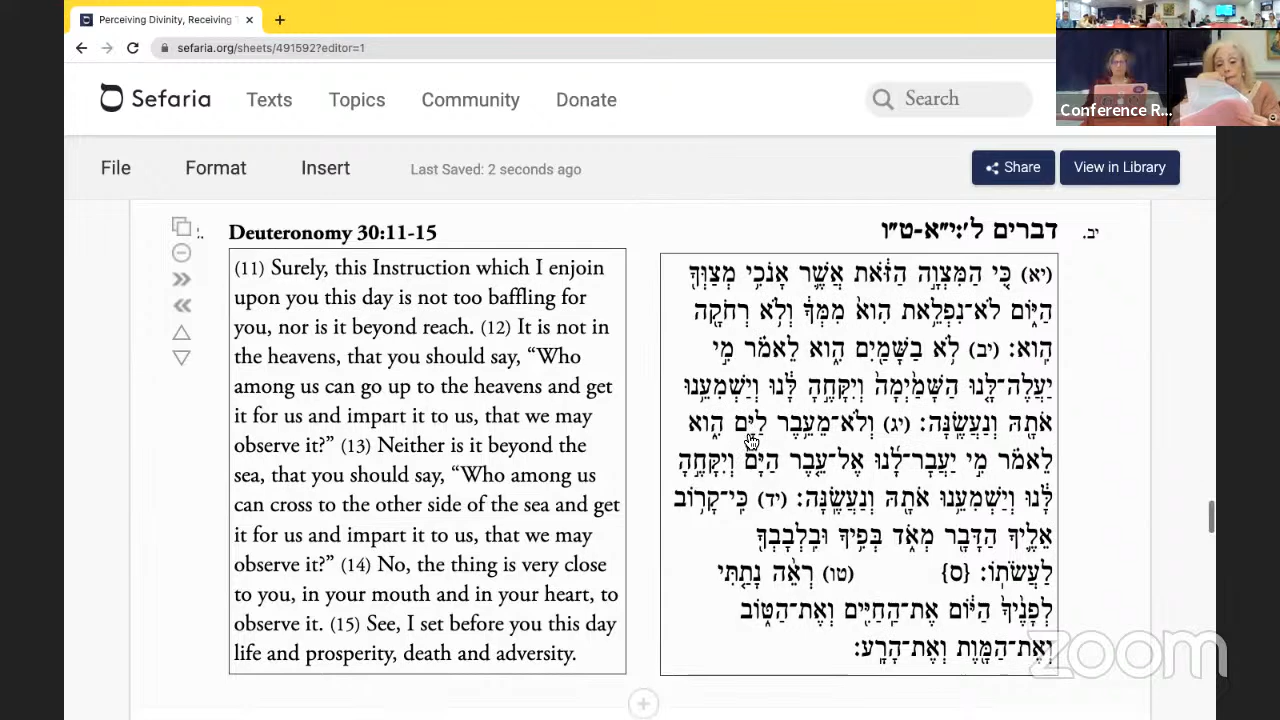 Perceiving Divinity, Receiving T
sefaria.org/sheets/491592?editor=1
Sefaria
Texts
Topics
Community
Donate
Search
Conference R...
File
Format
Insert
Last Saved: 2 seconds ago
Share
View in Library
Deuteronomy 30:11-15
(11) Surely, this Instruction which I enjoin
upon you this day is not too baffling for
you, nor is it beyond reach. (12) It is not in
the heavens, that you should say, “Who
among us can go up to the heavens and get
it for us and impart it to us, that we may
observe it?” (13) Neither is it beyond the
sea, that you should say, “Who among us
can cross to the other side of the sea and get
it for us and impart it to us, that we may
observe it?” (14) No, the thing is very close
to you, in your mouth and in your heart, to
observe it. (15) See, I set before you this day
life and prosperity, death and adversity.
יב.
דברים ל׳:י״א-ט״ו
(יא) כִּ֚י הַמִּצְוָ֣ה הַזֹּ֔את אֲשֶׁ֛ר אָנֹכִ֥י מְצַוְּךָ֖
הַיּ֑וֹם לֹא־נִפְלֵ֥את הִוא֙ מִמְּךָ֔ וְלֹ֥א רְחֹקָ֖ה
הִֽוא׃ (יב) לֹ֥א בַשָּׁמַ֖יִם הִ֑וא לֵאמֹ֗ר מִ֣י
יַעֲלֶה־לָּ֤נוּ הַשָּׁמַ֙יְמָה֙ וְיִקָּחֶ֣הָ לָּ֔נוּ וְיַשְׁמִעֵ֥נוּ
אֹתָ֖הּ וְנַעֲשֶֽׂנָּה׃ (יג) וְלֹא־מֵעֵ֥בֶר לַיָּ֖ם הִ֑וא
לֵאמֹ֗ר מִ֣י יַעֲבׇר־לָ֜נוּ אֶל־עֵ֤בֶר הַיָּם֙ וְיִקָּחֶ֣הָ
לָּ֔נוּ וְיַשְׁמִעֵ֥נוּ אֹתָ֖הּ וְנַעֲשֶֽׂנָּה׃ (יד) כִּֽי־קָר֥וֹב
אֵלֶ֛יךָ הַדָּבָ֖ר מְאֹ֑ד בְּפִ֥יךָ וּבִֽלְבָבְךָ֖
לַעֲשֹׂתֽוֹ׃ {ס} (טו) רְאֵ֨ה נָתַ֤תִּי
לְפָנֶ֙יךָ֙ הַיּ֔וֹם אֶת־הַֽחַיִּ֖ים וְאֶת־הַטּ֑וֹב
וְאֶת־הַמָּ֖וֶת וְאֶת־הָרָֽע׃
zoom